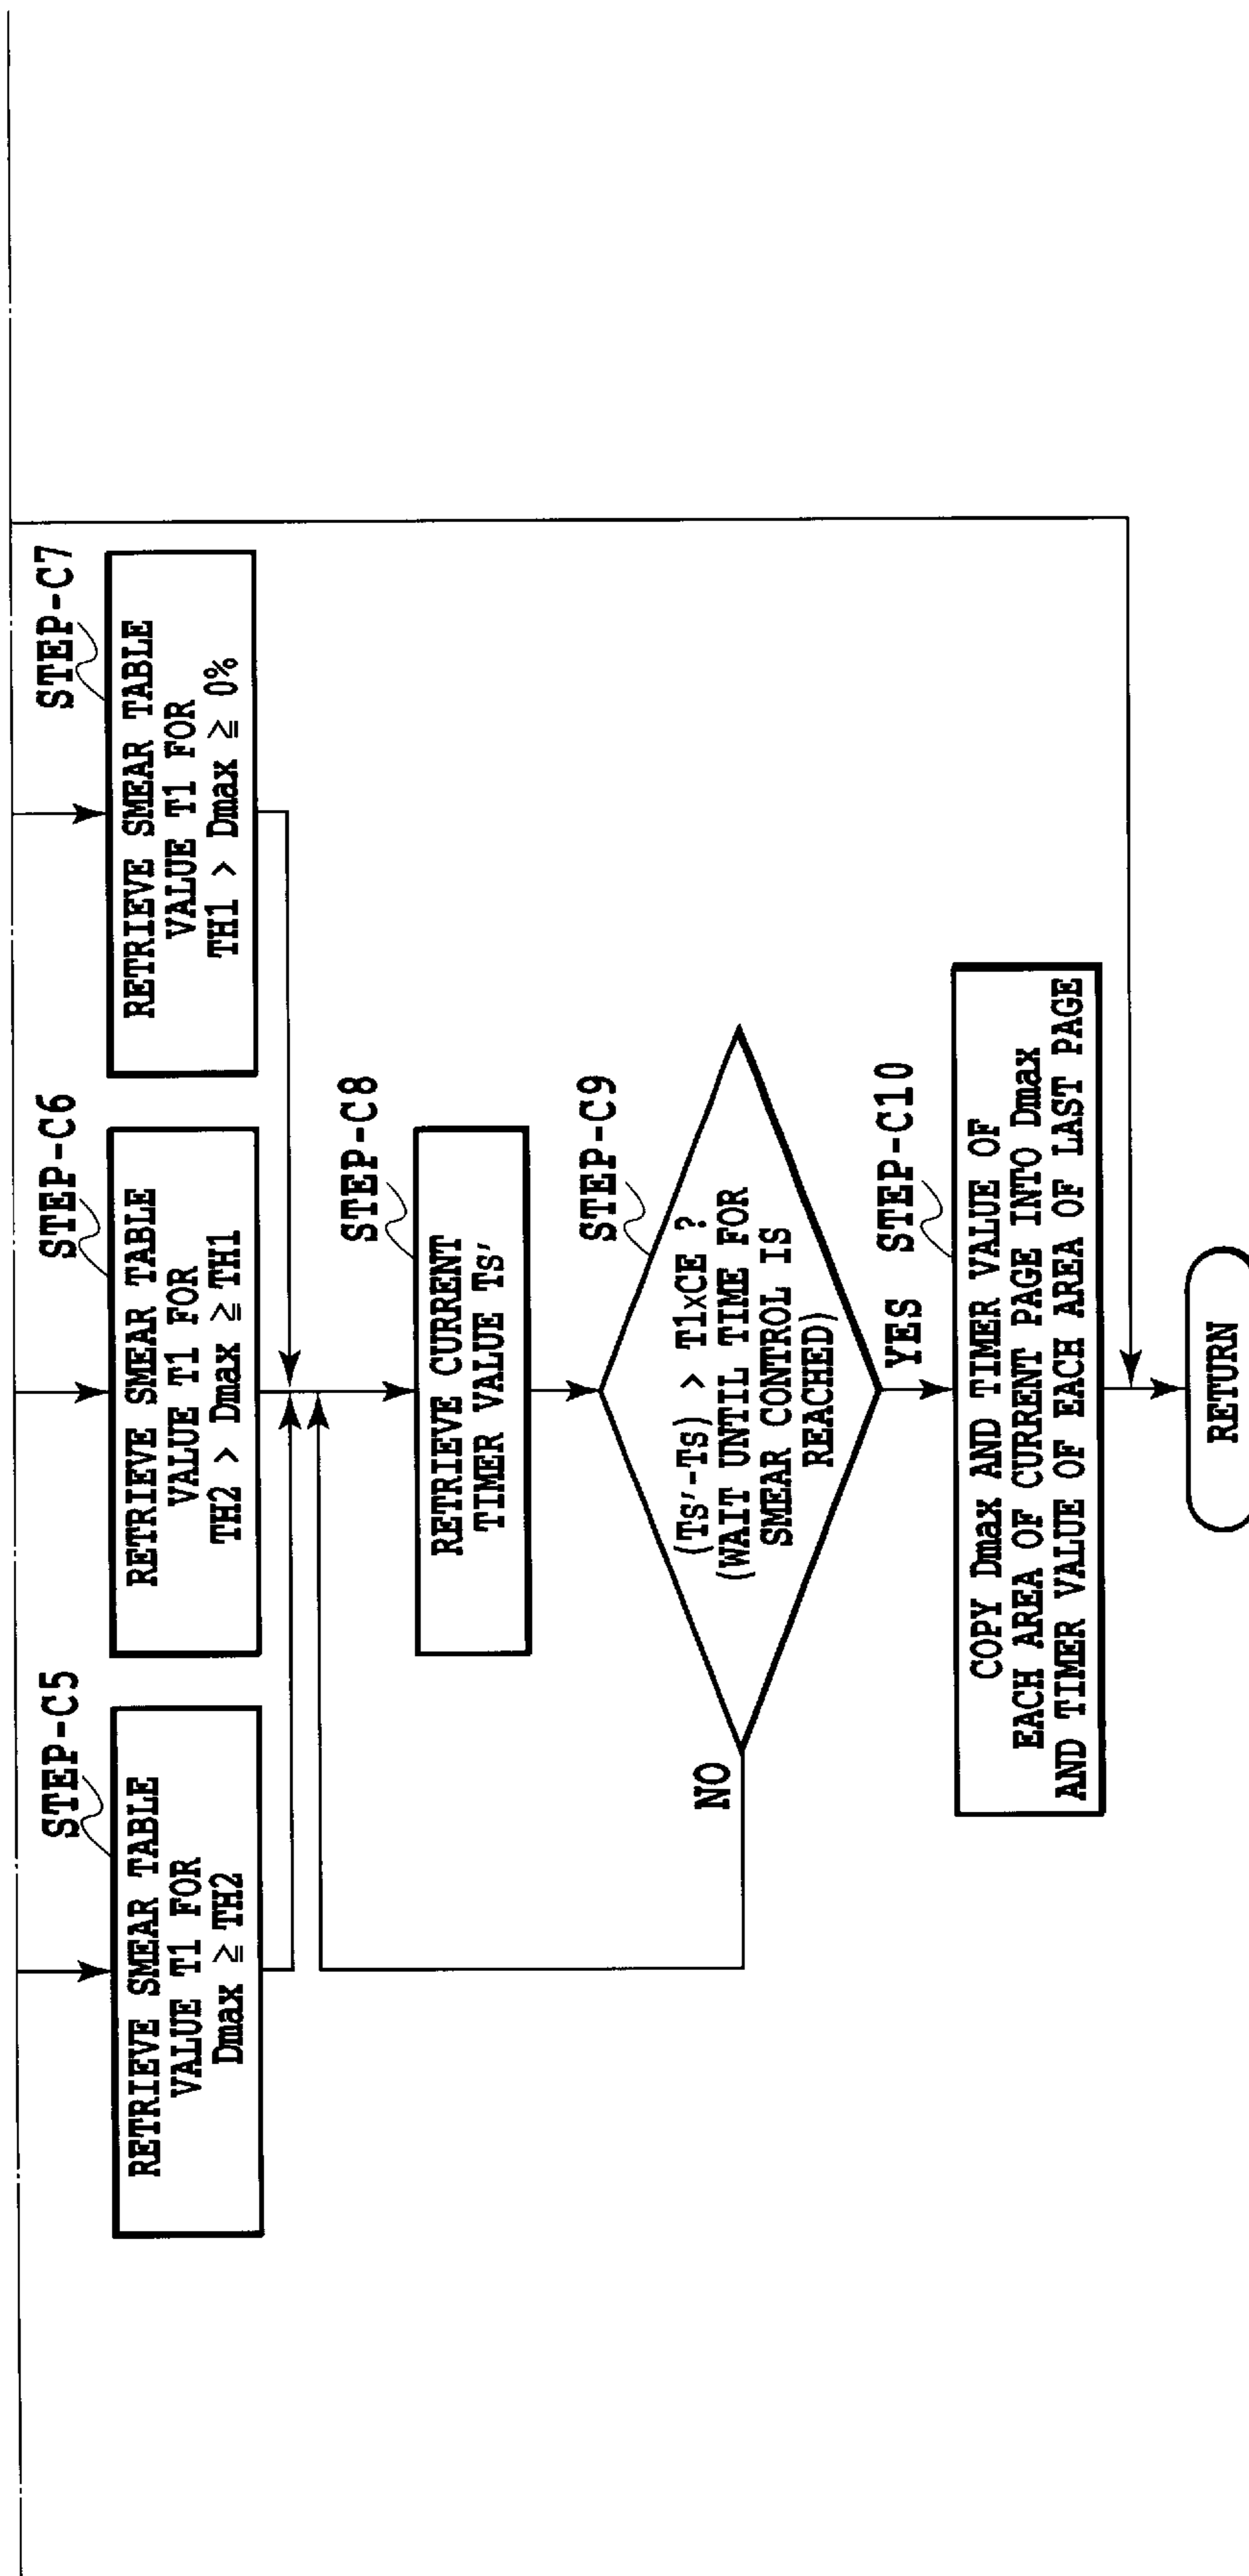 STEP-C5
RETRIEVE SMEAR TABLE
VALUE T1 FOR
Dmax ≧ TH2
STEP-C6
RETRIEVE SMEAR TABLE
VALUE T1 FOR
TH2 > Dmax ≧ TH1
STEP-C7
RETRIEVE SMEAR TABLE
VALUE T1 FOR
TH1 > Dmax ≧ 0%
STEP-C8
RETRIEVE CURRENT
TIMER VALUE Ts'
STEP-C9
(Ts'-Ts) > T1×CE ?
(WAIT UNTIL TIME FOR
SMEAR CONTROL IS
REACHED)
NO
YES
STEP-C10
COPY Dmax AND TIMER VALUE OF
EACH AREA OF CURRENT PAGE INTO Dmax
AND TIMER VALUE OF EACH AREA OF LAST PAGE
RETURN